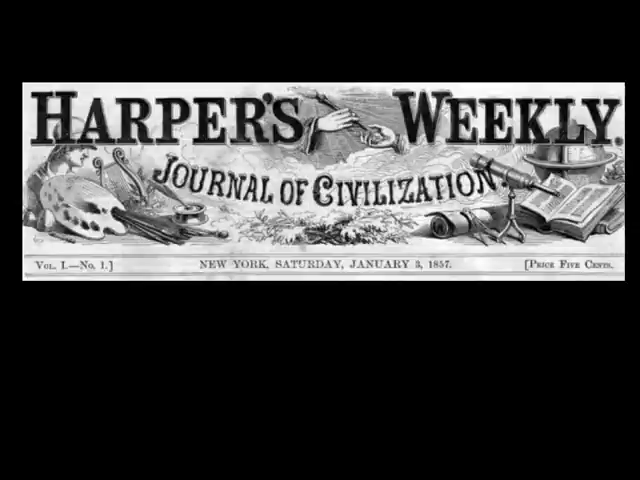 HARPER'S WEEKLY.
JOURNAL OF CIVILIZATION.
VOL. I.—NO. 1.] NEW YORK, SATURDAY, JANUARY 3, 1857. [PRICE FIVE CENTS.